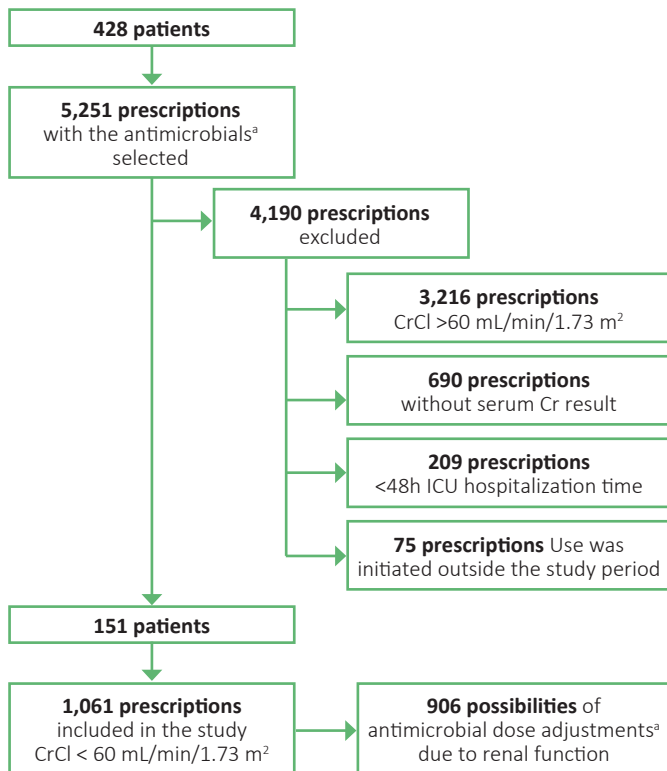 428 patients
5,251 prescriptions
with the antimicrobialsᵃ
selected
4,190 prescriptions
excluded
3,216 prescriptions
CrCl >60 mL/min/1.73 m²
690 prescriptions
without serum Cr result
209 prescriptions
<48h ICU hospitalization time
75 prescriptions Use was
initiated outside the study period
151 patients
1,061 prescriptions
included in the study
CrCl < 60 mL/min/1.73 m²
906 possibilities of
antimicrobial dose adjustmentsᵃ
due to renal function